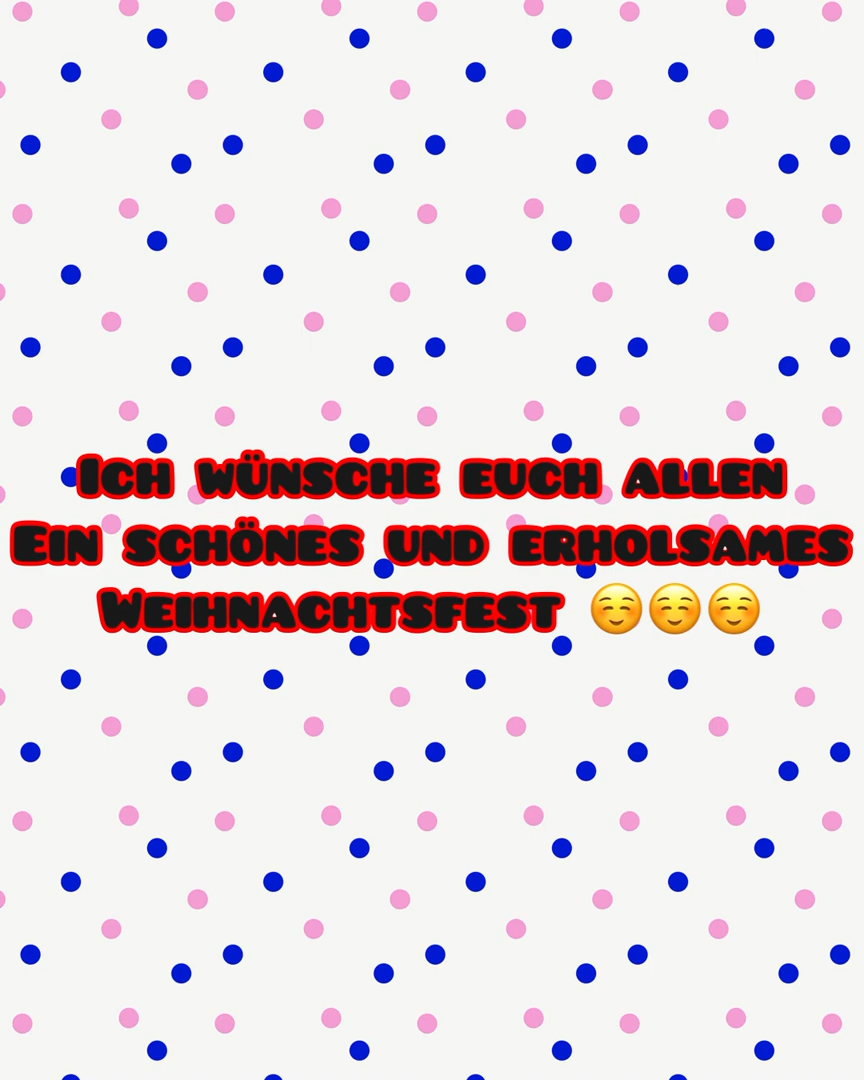 Ich wünsche euch allen
Ein schönes und erholsames
Weihnachtsfest ☺️☺️☺️